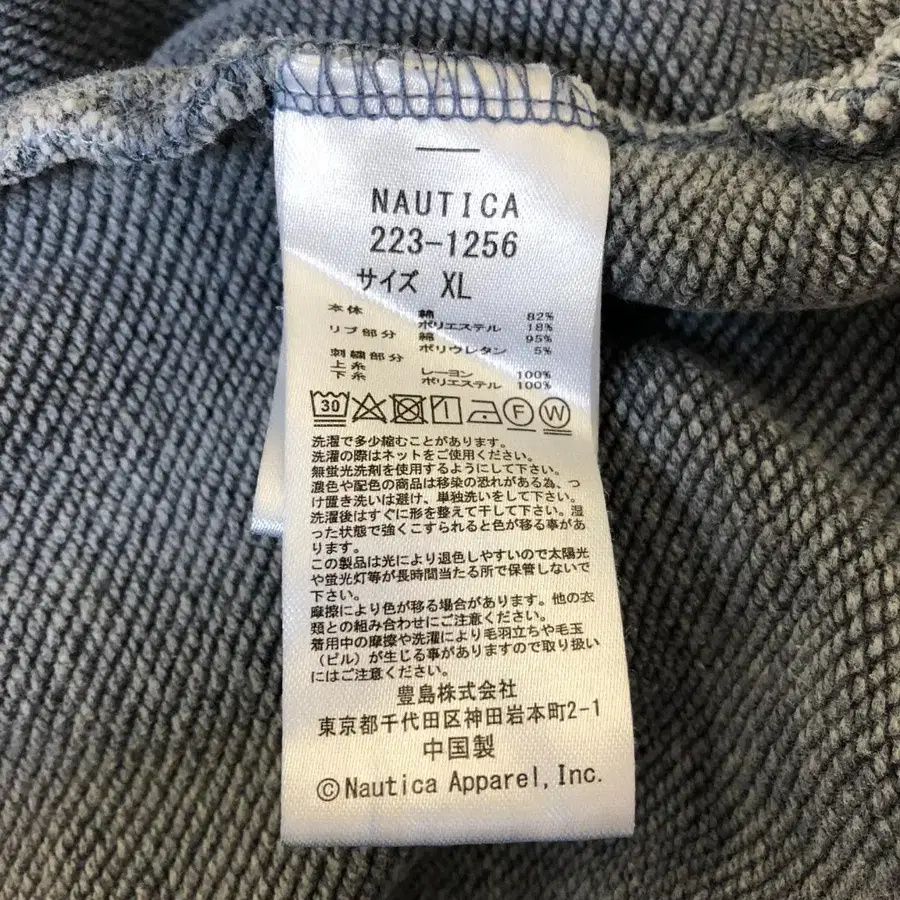 NAUTICA
223-1256
サイズ XL
本体 綿 82%
ポリエステル 18%
リブ部分 綿 95%
ポリウレタン 5%
刺繍部分
上糸 レーヨン 100%
下糸 ポリエステル 100%
30 F W
洗濯で多少縮むことがあります。
洗濯の際はネットをご使用ください。
無蛍光洗剤を使用するようにして下さい。
濃色や配色の商品は移染の恐れがある為、つ
け置き洗いは避け、単独洗いをして下さい。
洗濯後はすぐに形を整えて干して下さい。湿
った状態で強くこすられると色が移る事があ
ります。
この製品は光により退色しやすいので太陽光
や蛍光灯等が長時間当たる所で保管しないで
下さい。
摩擦により色が移る場合があります。他の衣
類との組み合わせにご注意ください。
着用中の摩擦や洗濯により毛羽立ちや毛玉
(ピル)が生じる事がありますので取り扱い
にはご注意ください。
豊島株式会社
東京都千代田区神田岩本町2-1
中国製
©Nautica Apparel, Inc.